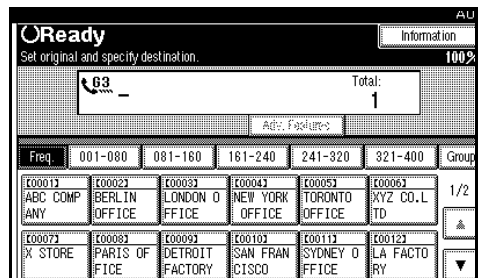 AU
Ready
Information
Set original and specify destination.
100%
G3
Total:
1
Adv. Features
Freq.
001-080
081-160
161-240
241-320
321-400
Group
[00001]
ABC COMP
ANY
[00002]
BERLIN
OFFICE
[00003]
LONDON O
FFICE
[00004]
NEW YORK
OFFICE
[00005]
TORONTO
OFFICE
[00006]
XYZ CO.L
TD
1/2
[00007]
X STORE
[00008]
PARIS OF
FICE
[00009]
DETROIT
FACTORY
[00010]
SAN FRAN
CISCO
[00011]
SYDNEY O
FFICE
[00012]
LA FACTO
RY